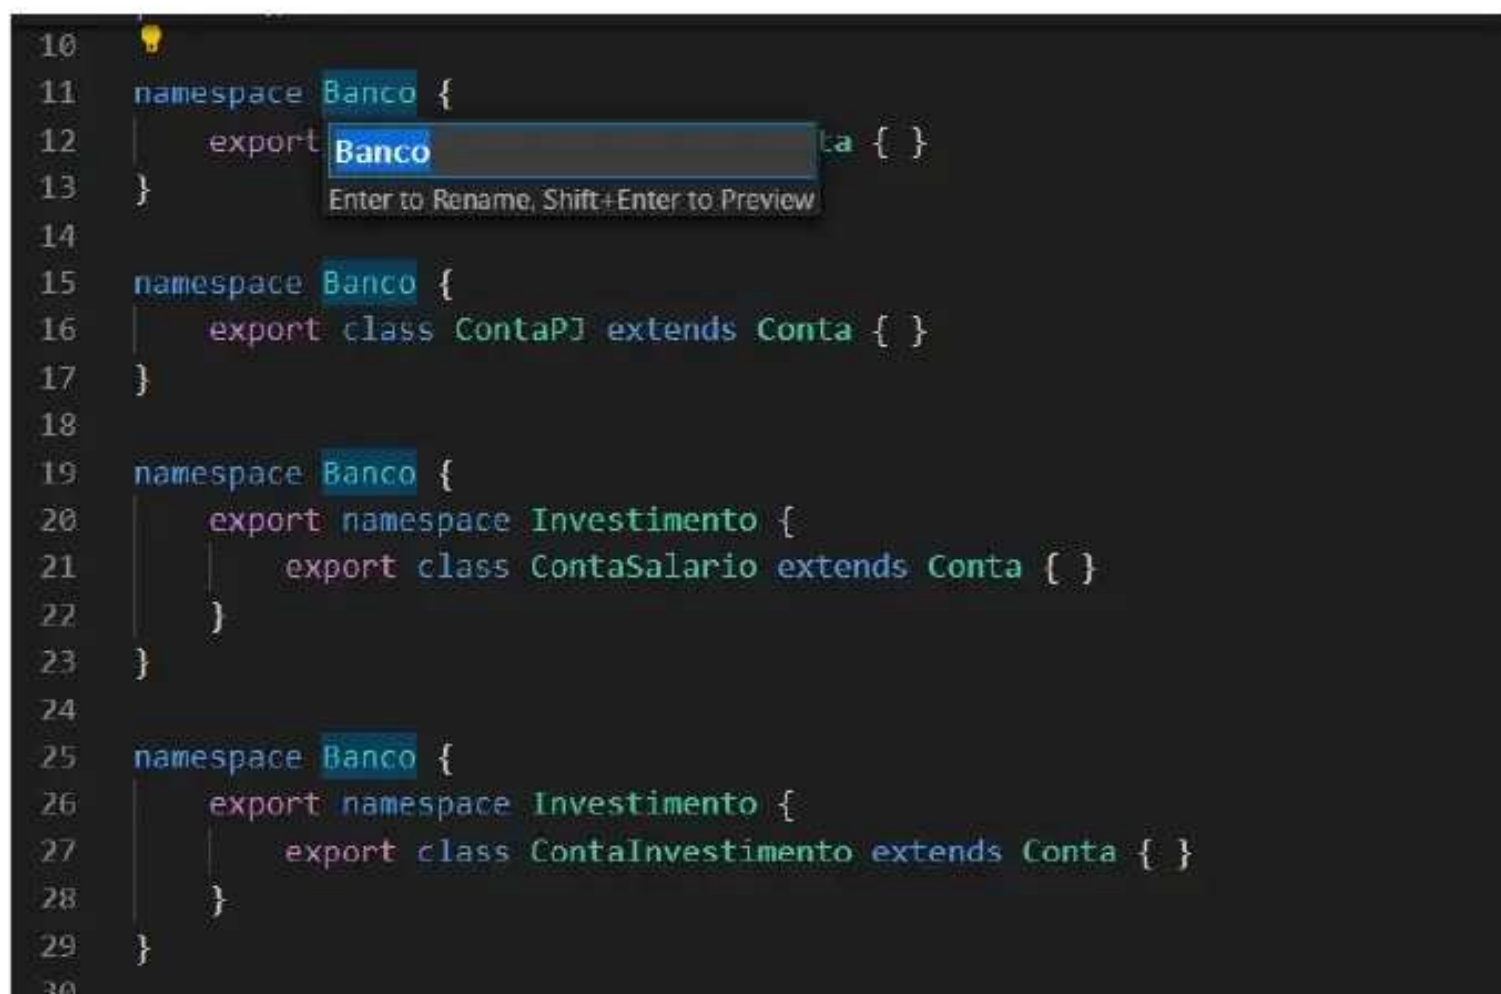 10
11 namespace Banco {
12 export Banco ta { }
13 }
Enter to Rename, Shift+Enter to Preview
14
15 namespace Banco {
16 export class ContaPJ extends Conta { }
17 }
18
19 namespace Banco {
20 export namespace Investimento {
21 export class ContaSalario extends Conta { }
22 }
23 }
24
25 namespace Banco {
26 export namespace Investimento {
27 export class ContaInvestimento extends Conta { }
28 }
29 }
30